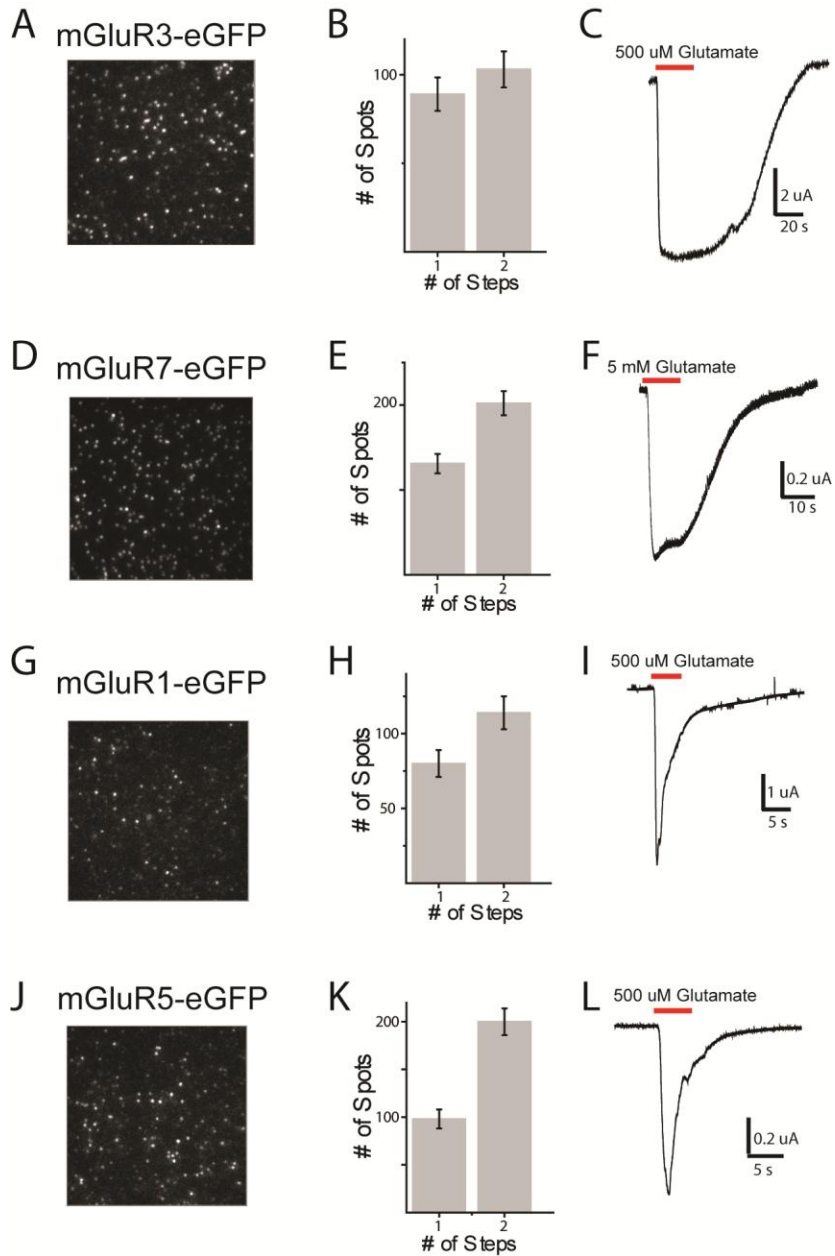 A mGluR3-eGFP
B
100
# of Spots
1 2
# of Steps
C
500 uM Glutamate
2 uA
20 s
D mGluR7-eGFP
E
200
# of Spots
1 2
# of Steps
F
5 mM Glutamate
0.2 uA
10 s
G mGluR1-eGFP
H
100
50
# of Spots
1 2
# of Steps
I
500 uM Glutamate
1 uA
5 s
J mGluR5-eGFP
K
200
100
# of Spots
1 2
# of Steps
L
500 uM Glutamate
0.2 uA
5 s